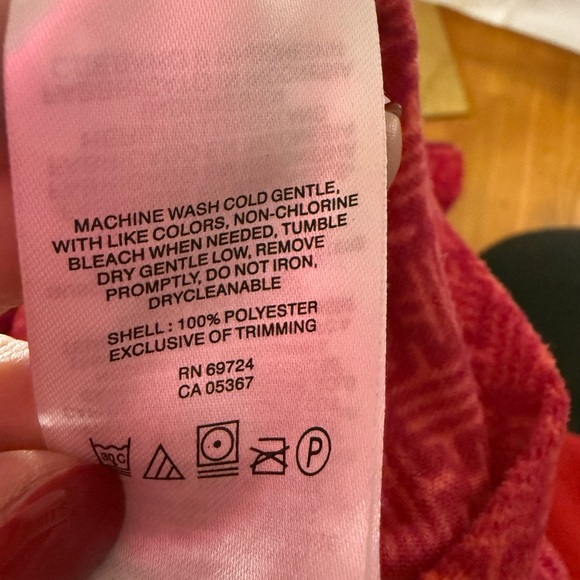 MACHINE WASH COLD GENTLE,
WITH LIKE COLORS, NON-CHLORINE
BLEACH WHEN NEEDED, TUMBLE
DRY GENTLE LOW, REMOVE
PROMPTLY, DO NOT IRON,
DRYCLEANABLE
SHELL : 100% POLYESTER
EXCLUSIVE OF TRIMMING
RN 69724
CA 05367
30C P